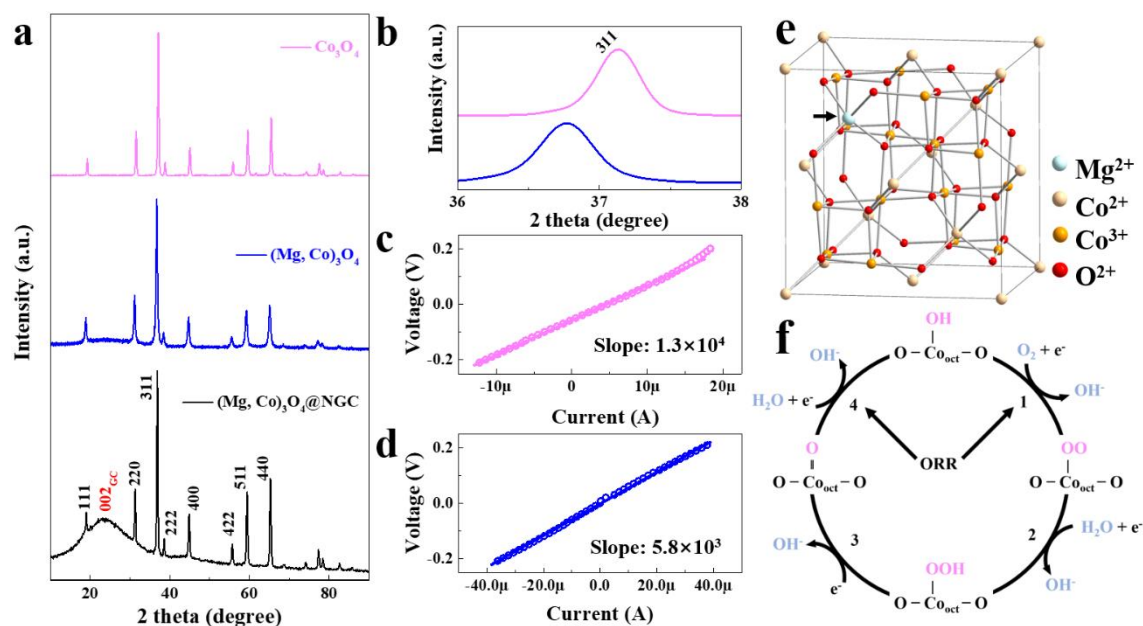 a
Intensity (a.u.)
Co₃O₄
(Mg, Co)₃O₄
(Mg, Co)₃O₄@NGC
111
002GC
220
311
222
400
422
511
440
20
40
60
80
2 theta (degree)
b
Intensity (a.u.)
311
36
37
38
2 theta (degree)
c
Voltage (V)
0.2
0.0
-0.2
Slope: 1.3×10⁴
-10μ
0
10μ
20μ
Current (A)
d
Voltage (V)
0.2
0.0
-0.2
Slope: 5.8×10³
-40.0μ
-20.0μ
0.0
20.0μ
40.0μ
Current (A)
e
Mg²⁺
Co²⁺
Co³⁺
O²⁺
f
OH
O–Co_oct–O
OH⁻
O₂ + e⁻
H₂O + e⁻
OH⁻
4
1
ORR
O
OO
O–Co_oct–O
O–Co_oct–O
OH⁻
3
2
H₂O + e⁻
e⁻
OOH
OH⁻
O–Co_oct–O